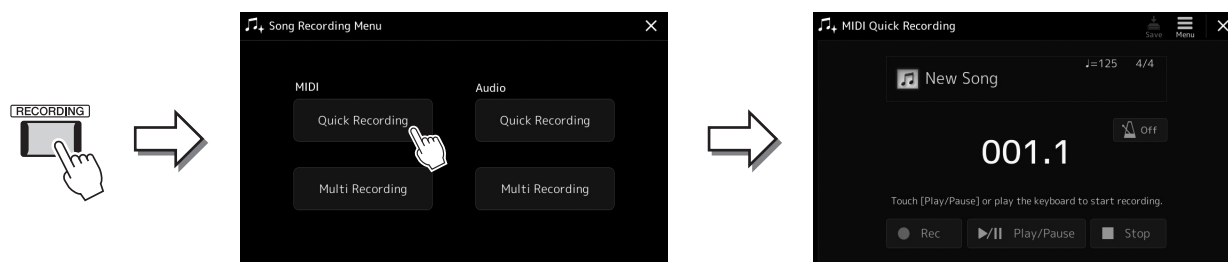 RECORDING
Song Recording Menu
MIDI
Audio
Quick Recording
Quick Recording
Multi Recording
Multi Recording
MIDI Quick Recording
Save
Menu
New Song
♩=125 4/4
Off
001.1
Touch [Play/Pause] or play the keyboard to start recording.
Rec
Play/Pause
Stop